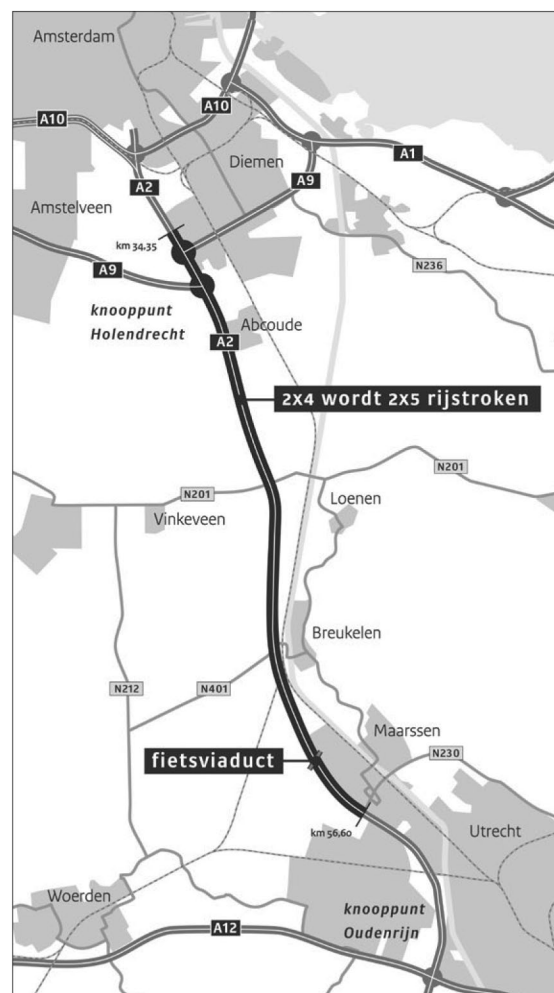 Amsterdam
A10
A10
Diemen
A1
A2
A9
Amstelveen
km 34,35
N236
A9
knooppunt
Holendrecht
Abcoude
A2
2x4 wordt 2x5 rijstroken
N201
N201
Loenen
Vinkeveen
Breukelen
N212
N401
Maarssen
N230
fietsviaduct
km 56,60
Utrecht
Woerden
knooppunt
Oudenrijn
A12